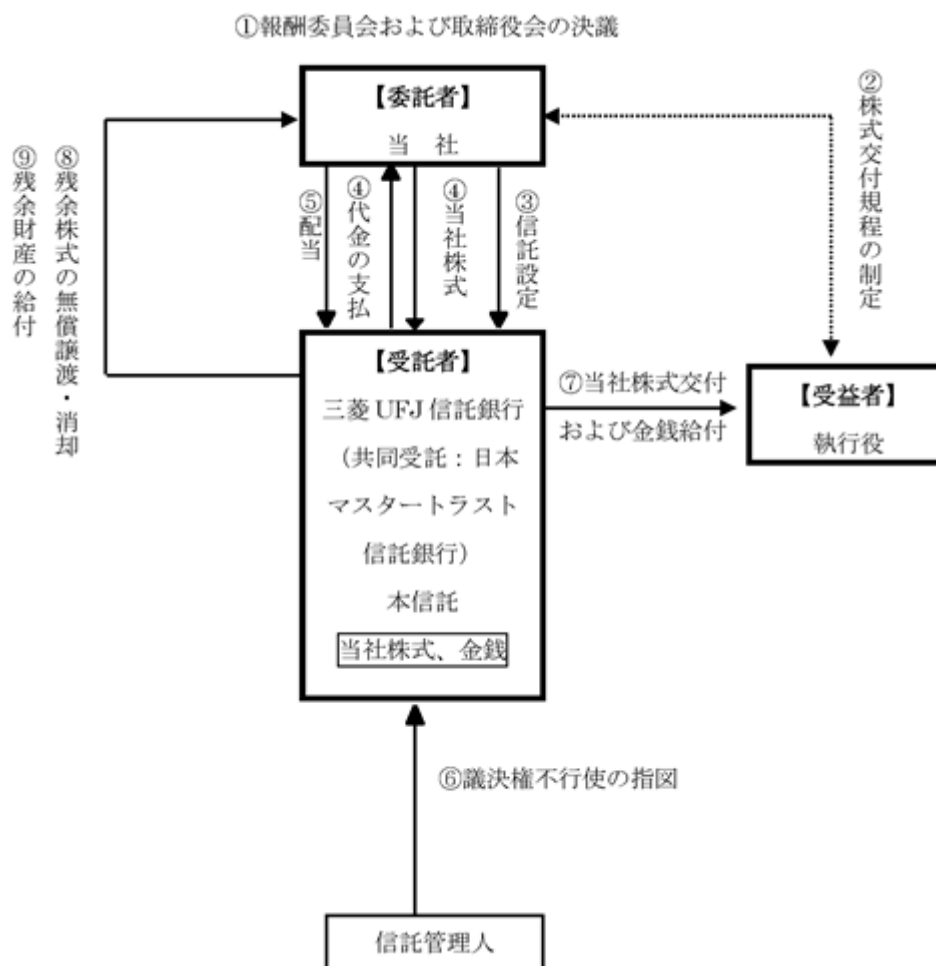 ①報酬委員会および取締役会の決議
【委託者】
当 社
②株式交付規程の制定
⑨残余財産の給付
⑧残余株式の無償譲渡・消却
⑤配当
④代金の支払
④当社株式
③信託設定
【受託者】
三菱 UFJ 信託銀行
(共同受託：日本
マスタートラスト
信託銀行)
本信託
当社株式、金銭
⑦当社株式交付
および金銭給付
【受益者】
執行役
⑥議決権不行使の指図
信託管理人